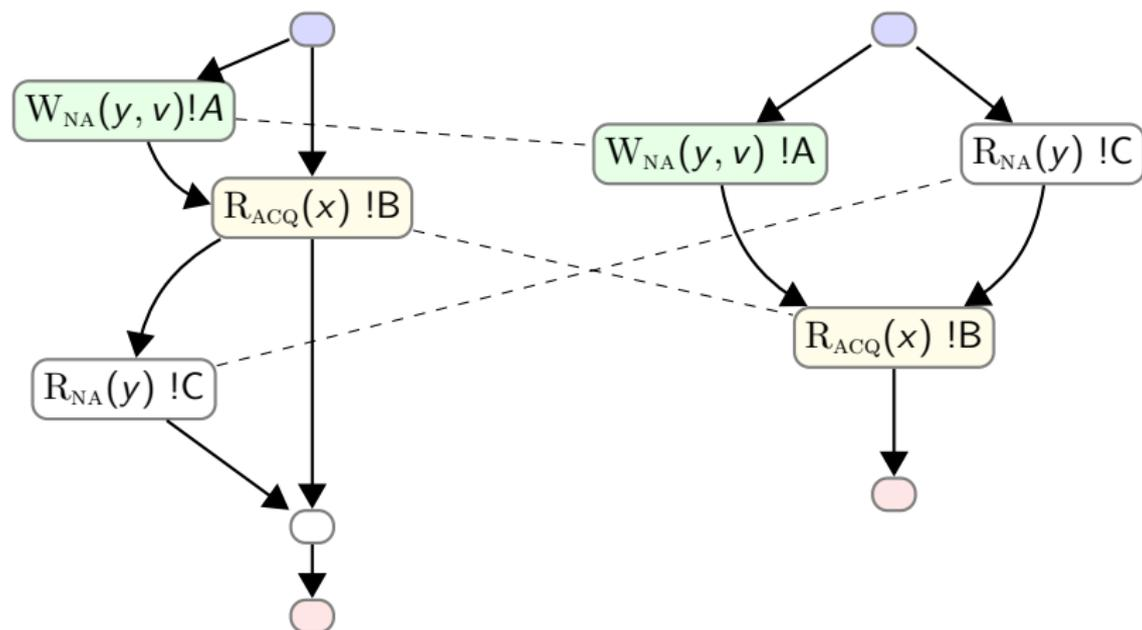 W_NA(y, v)!A
R_ACQ(x) !B
R_NA(y) !C
W_NA(y, v) !A
R_NA(y) !C
R_ACQ(x) !B